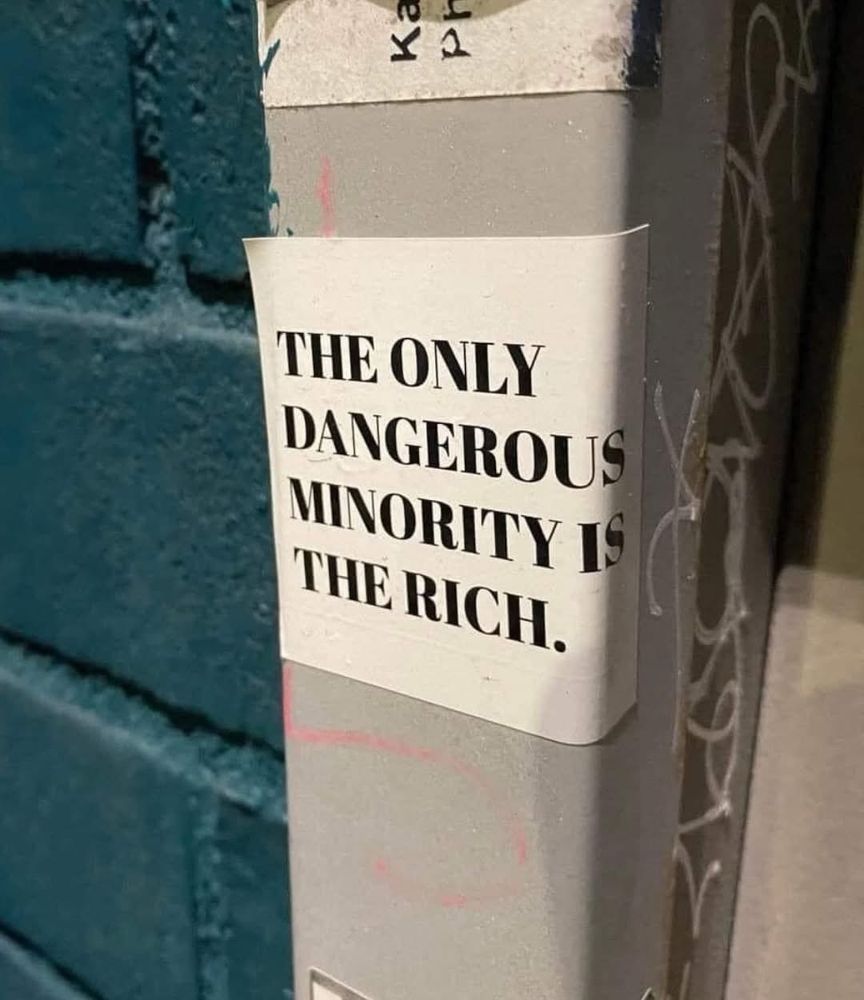 THE ONLY
DANGEROUS
MINORITY IS
THE RICH.